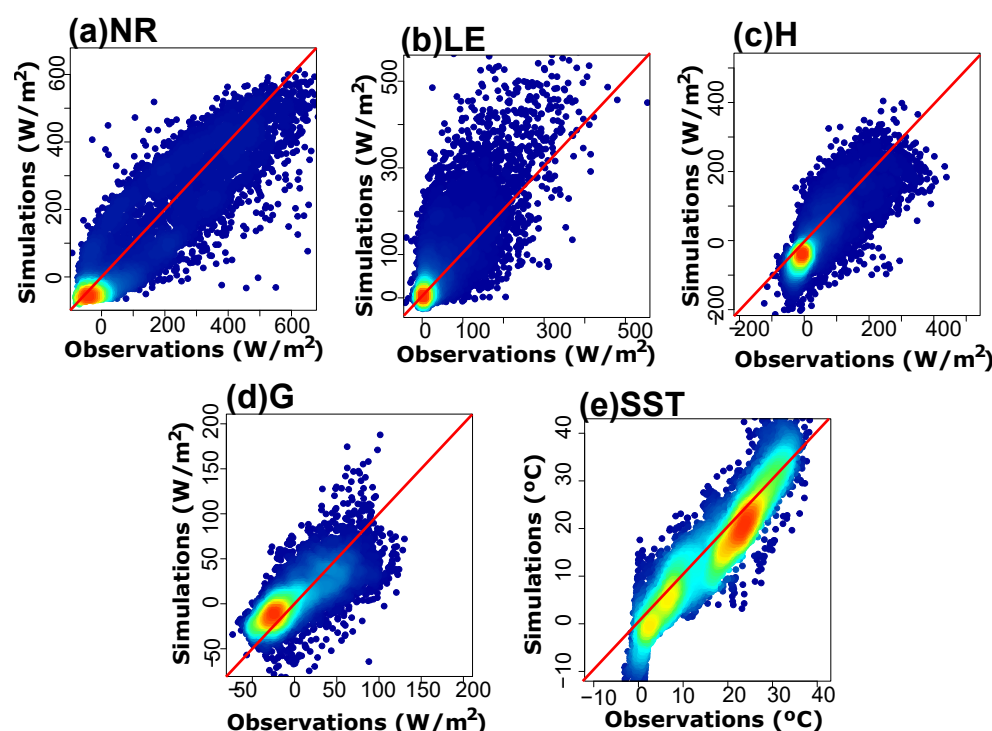 (a)NR
Simulations (W/m²)
600
400
200
0
0 200 400 600
Observations (W/m²)
(b)LE
Simulations (W/m²)
500
300
100
0
0 100 300 500
Observations (W/m²)
(c)H
Simulations (W/m²)
400
200
0
-200
-200 0 200 400
Observations (W/m²)
(d)G
Simulations (W/m²)
200
150
100
50
0
-50
-50 0 50 100 200
Observations (W/m²)
(e)SST
Simulations (ºC)
40
30
20
10
0
−10
−10 0 10 20 30 40
Observations (ºC)